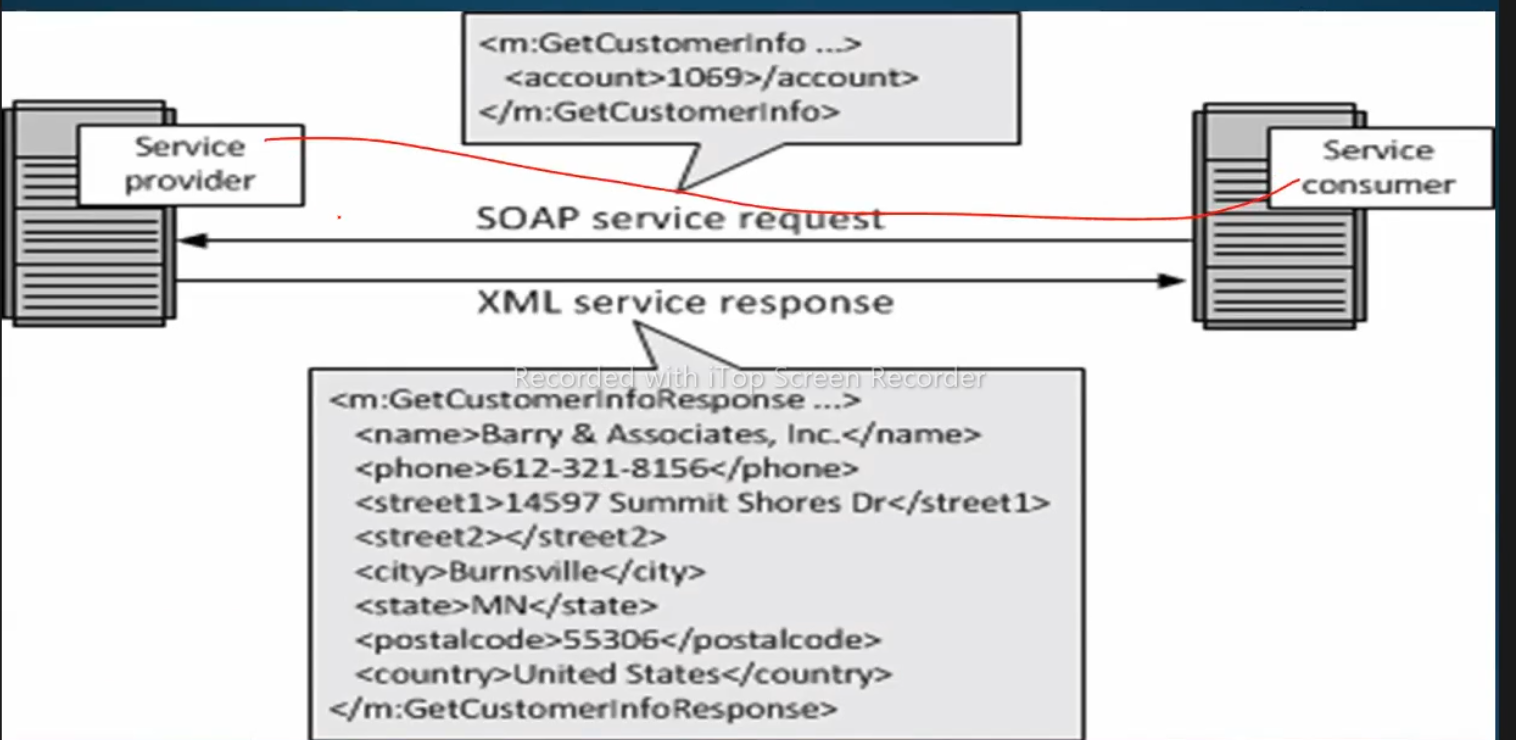 <m:GetCustomerInfo ...>
<account>1069>/account>
</m:GetCustomerInfo>
Service
provider
Service
consumer
SOAP service request
XML service response
Recorded with iTop Screen Recorder
<m:GetCustomerInfoResponse ...>
<name>Barry & Associates, Inc.</name>
<phone>612-321-8156</phone>
<street1>14597 Summit Shores Dr</street1>
<street2></street2>
<city>Burnsville</city>
<state>MN</state>
<postalcode>55306</postalcode>
<country>United States</country>
</m:GetCustomerInfoResponse>